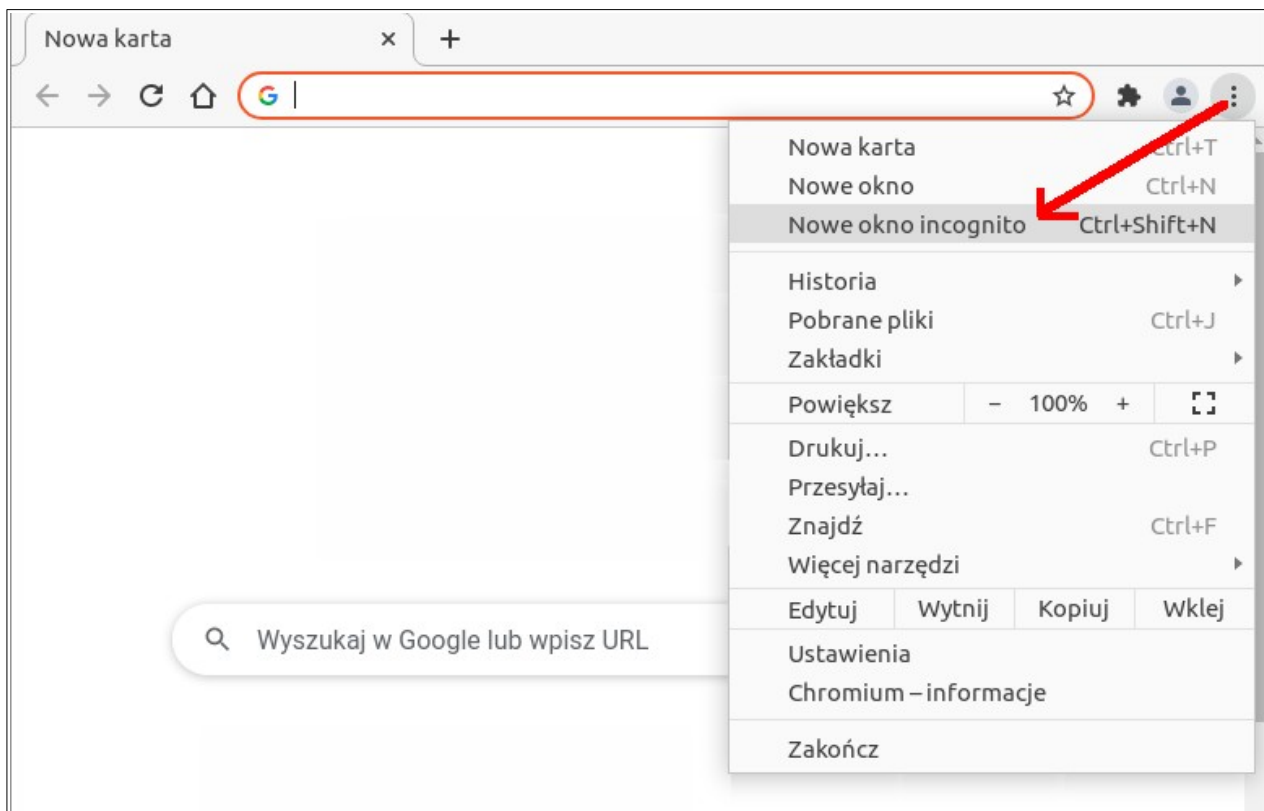 Nowa karta
Nowa karta Ctrl+T
Nowe okno Ctrl+N
Nowe okno incognito Ctrl+Shift+N
Historia
Pobrane pliki Ctrl+J
Zakładki
Powiększ – 100% +
Drukuj… Ctrl+P
Przesyłaj…
Znajdź Ctrl+F
Więcej narzędzi
Edytuj Wytnij Kopiuj Wklej
Wyszukaj w Google lub wpisz URL
Ustawienia
Chromium – informacje
Zakończ